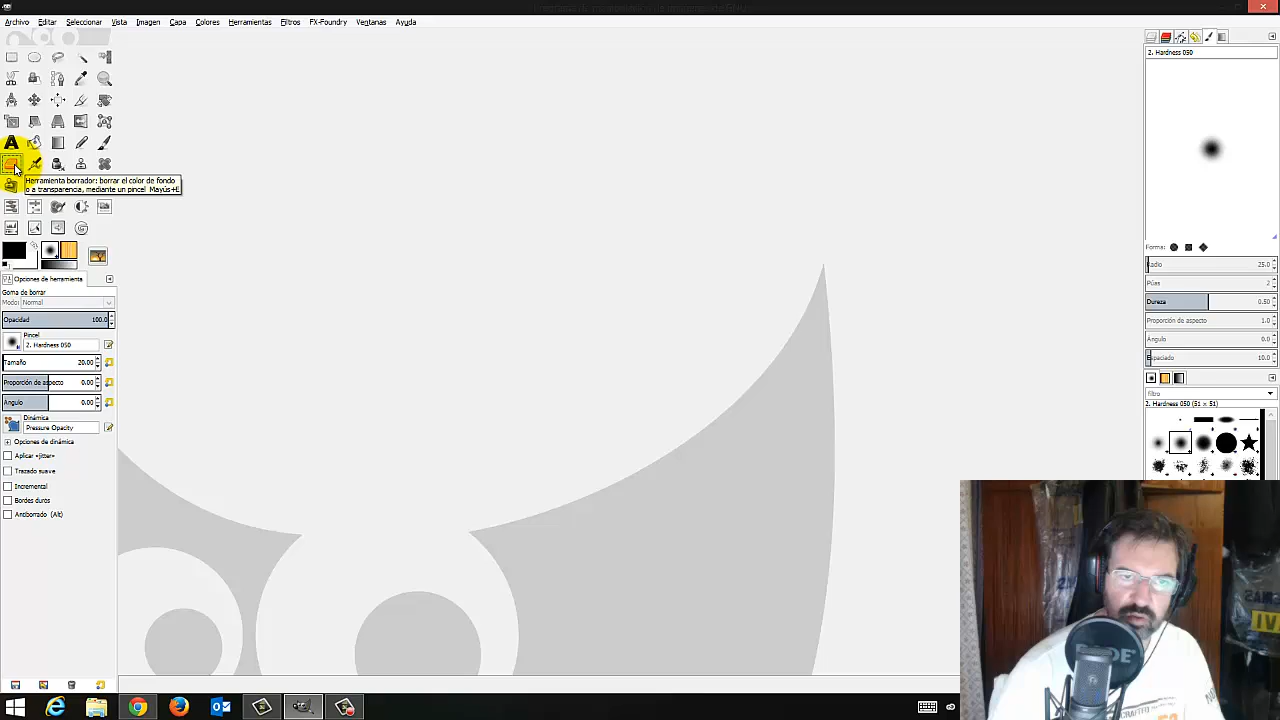 Archivo Editar Seleccionar Vista Imagen Capa Colores Herramientas Filtros FX-Foundry Ventanas Ayuda
2. Hardness 050
A
Herramienta borrador: borrar el color de fondo
o a transparencia, mediante un pincel Mayús+E
Forma:
Radio 25.0
Púas 2
Dureza 0.50
Proporción de aspecto 1.0
Ángulo 0.0
Espaciado 10.0
filtro
2. Hardness 050 (51 × 51)
Opciones de herramienta
Goma de borrar
Modo: Normal
Opacidad 100.0
Pincel
2. Hardness 050
Tamaño 20.00
Proporción de aspecto 0.00
Ángulo 0.00
Dinámica
Pressure Opacity
Opciones de dinámica
Aplicar «jitter»
Trazado suave
Incremental
Bordes duros
Antiborrado (Alt)
RØDE